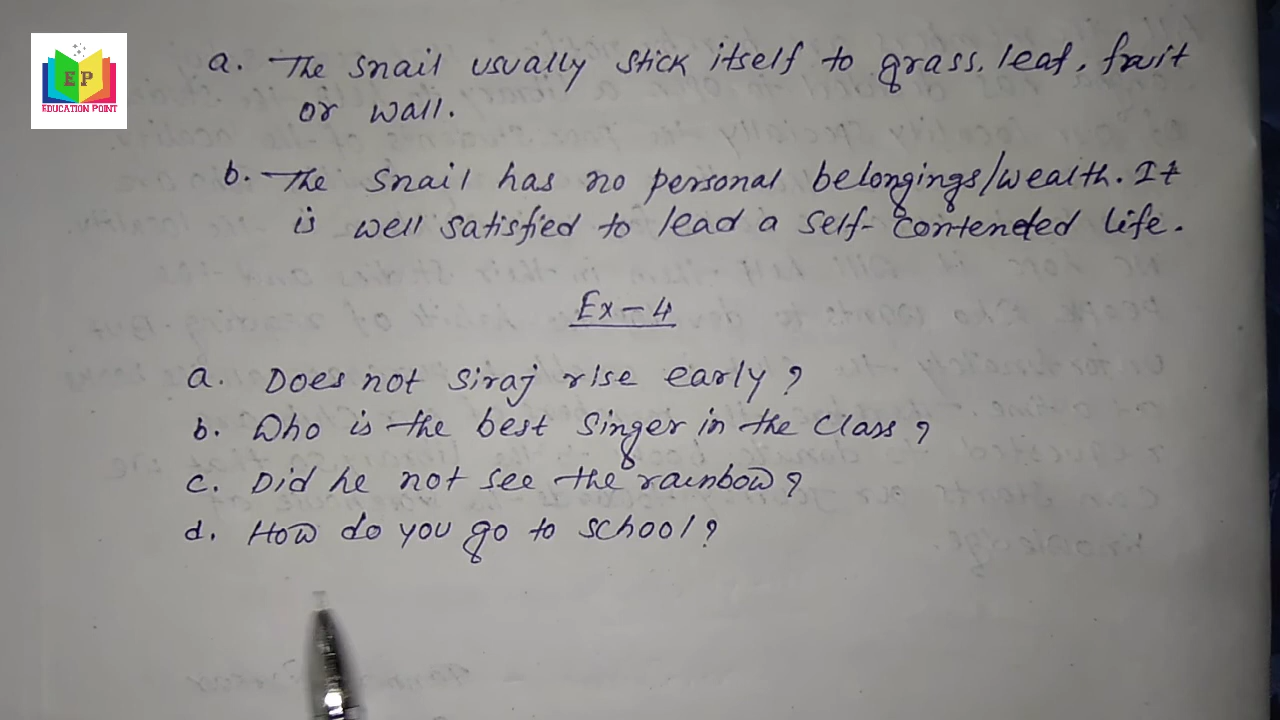 EP
EDUCATION POINT
a. The snail usually stick itself to grass, leaf, fruit
or wall.
b. The snail has no personal belongings/wealth. It
is well satisfied to lead a self-contended life.
Ex-4
a. Does not Siraj rise early?
b. Who is the best singer in the class?
c. Did he not see the rainbow?
d. How do you go to school?